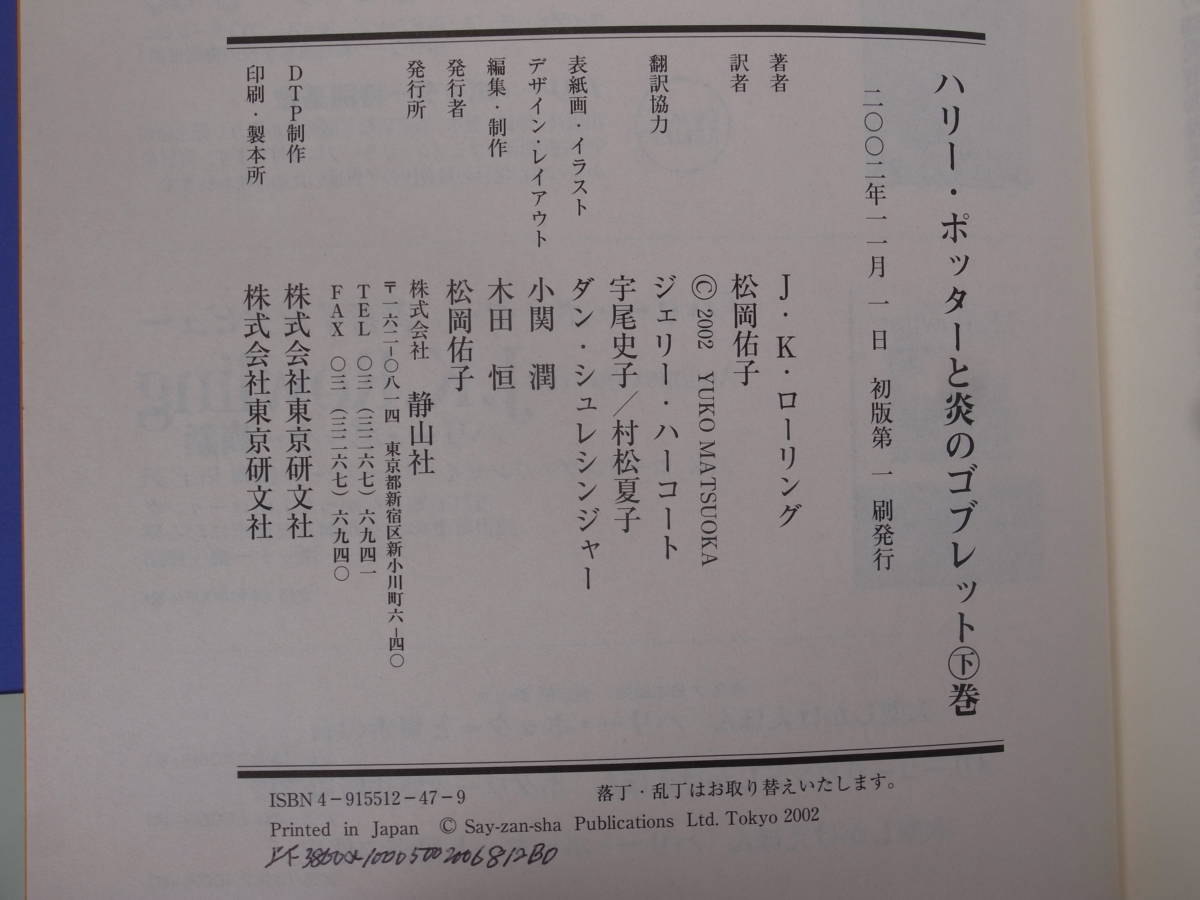 ハリー・ポッターと炎のゴブレット㊦巻
二〇〇二年一一月一日 初版第一刷発行
著者 J・K・ローリング
訳者 松岡佑子
© 2002 YUKO MATSUOKA
翻訳協力 ジェリー・ハーコート
宇尾史子/村松夏子
表紙画・イラスト ダン・シュレシンジャー
デザイン・レイアウト 小関 潤
編集・制作 木田 恒
発行者 松岡佑子
発行所 株式会社 静山社
〒一六二-〇八一四 東京都新宿区新小川町六-四〇
TEL 〇三(三二六七)六九四一
FAX 〇三(三二六七)六九四〇
DTP制作 株式会社東京研文社
印刷・製本所 株式会社東京研文社
ISBN4-915512-47-9 落丁・乱丁はお取り替えいたします。
Printed in Japan © Say-zan-sha Publications Ltd. Tokyo 2002